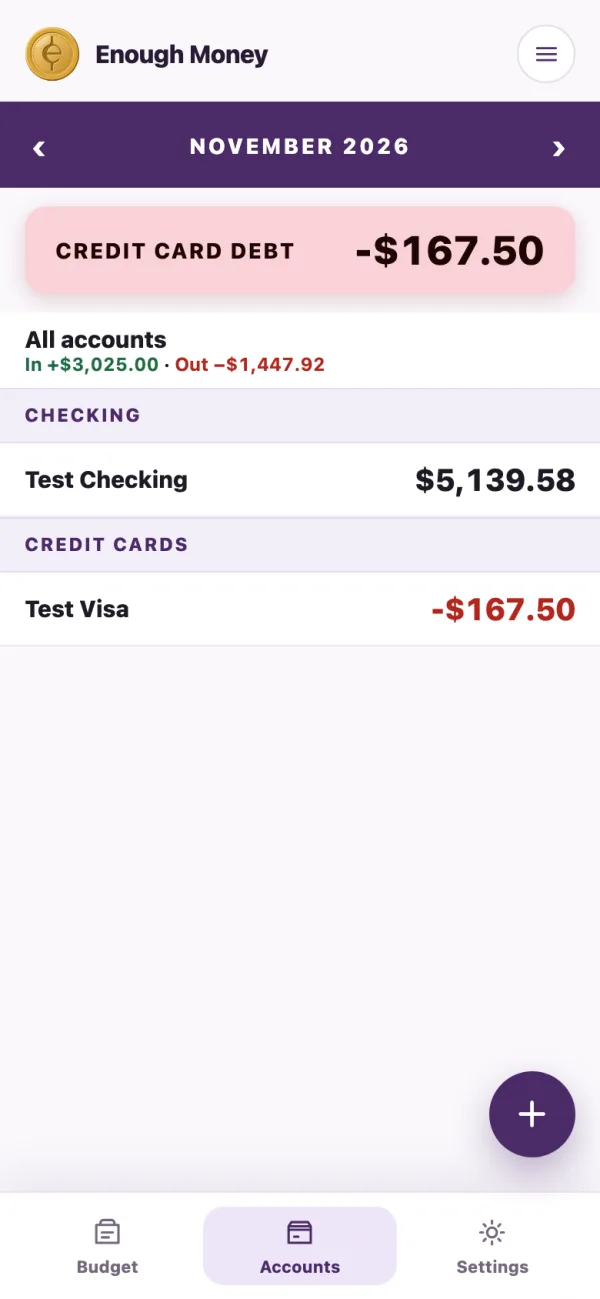 Enough Money
‹ NOVEMBER 2026 ›
CREDIT CARD DEBT -$167.50
All accounts
In +$3,025.00 · Out −$1,447.92
CHECKING
Test Checking $5,139.58
CREDIT CARDS
Test Visa -$167.50
+
Budget Accounts Settings